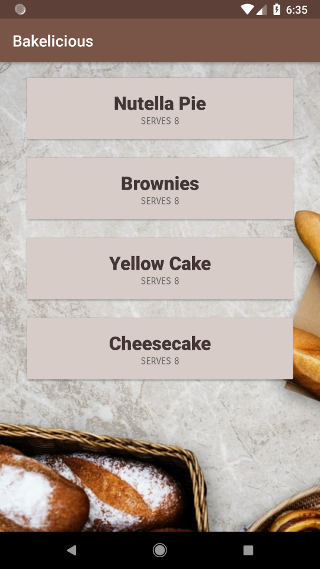 6:35
Bakelicious
Nutella Pie
SERVES 8
Brownies
SERVES 8
Yellow Cake
SERVES 8
Cheesecake
SERVES 8